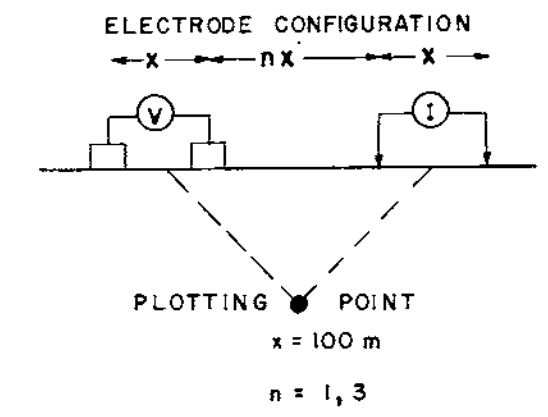 ELECTRODE CONFIGURATION
x nx x
V I
PLOTTING POINT
x = 100 m
n = 1, 3